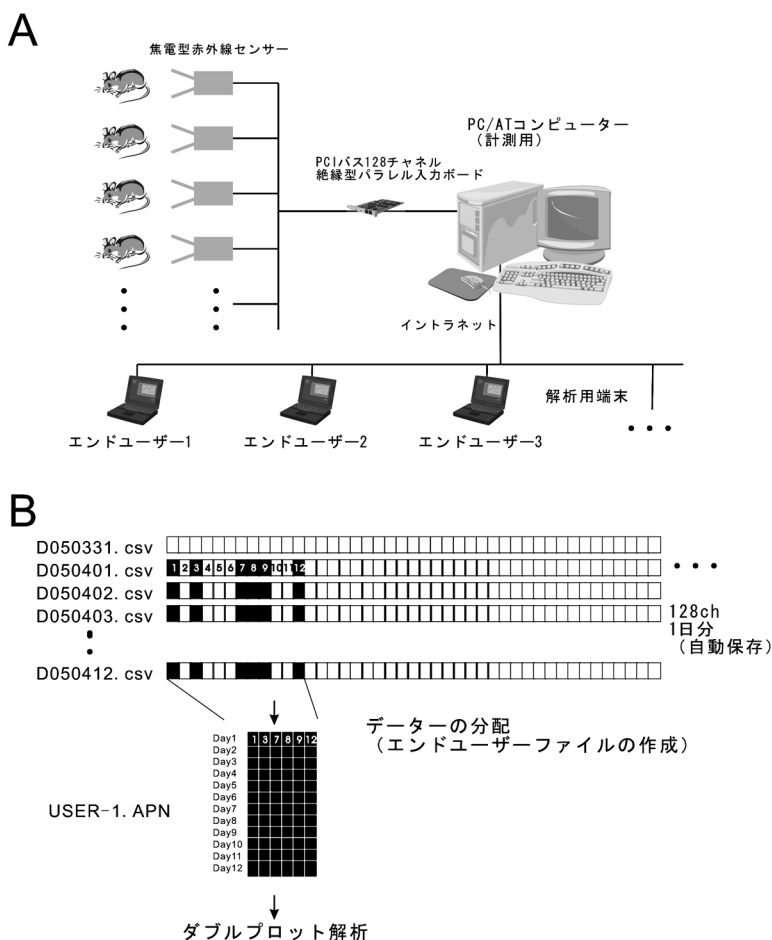 A
焦電型赤外線センサー
PC/ATコンピューター
（計測用）
PCIバス128チャネル
絶縁型パラレル入力ボード
イントラネット
解析用端末
エンドユーザー1
エンドユーザー2
エンドユーザー3
B
D050331.csv
D050401.csv
1 2 3 4 5 6 7 8 9 10 11 12
D050402.csv
D050403.csv
128ch
1日分
（自動保存）
D050412.csv
データーの分配
（エンドユーザーファイルの作成）
Day1 1 3 7 8 9 12
Day2
Day3
Day4
Day5
Day6
Day7
Day8
Day9
Day10
Day11
Day12
USER-1.APN
ダブルプロット解析